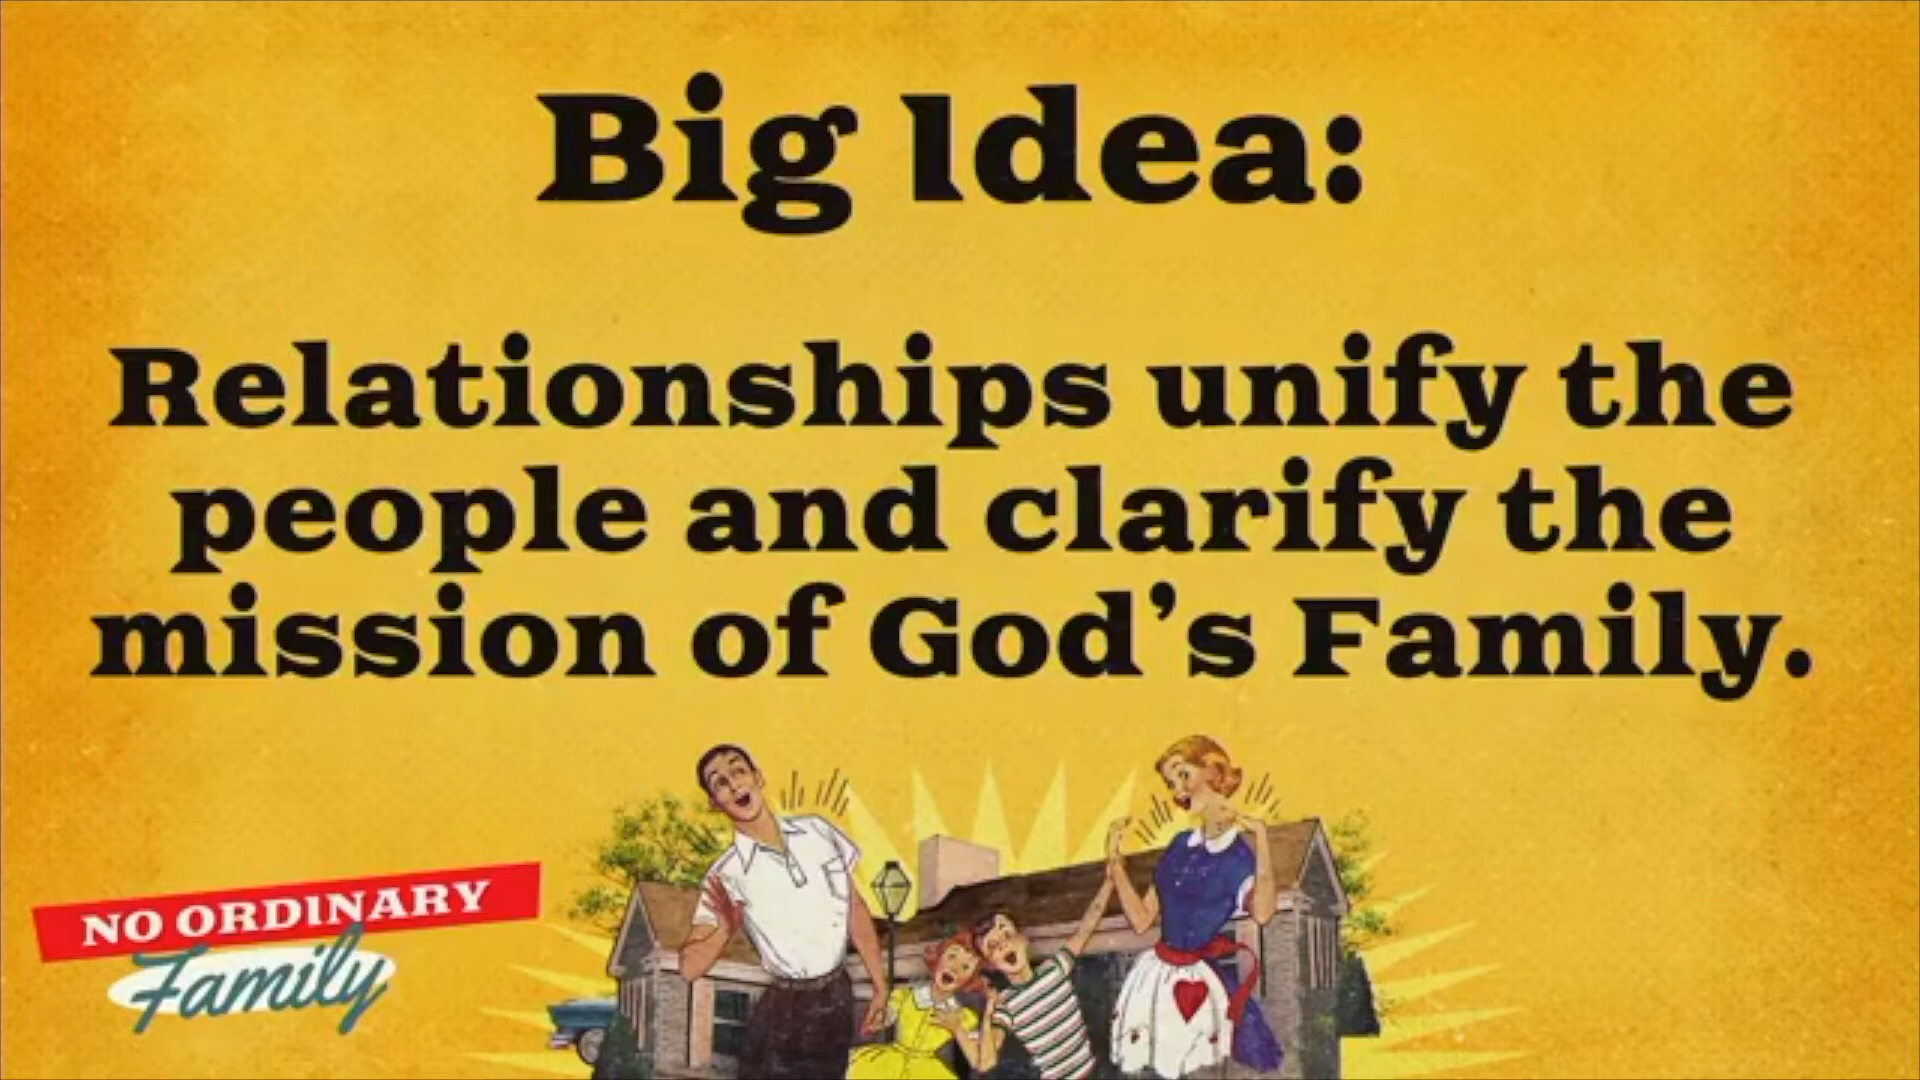 Big Idea:
Relationships unify the
people and clarify the
mission of God's Family.
NO ORDINARY
Family